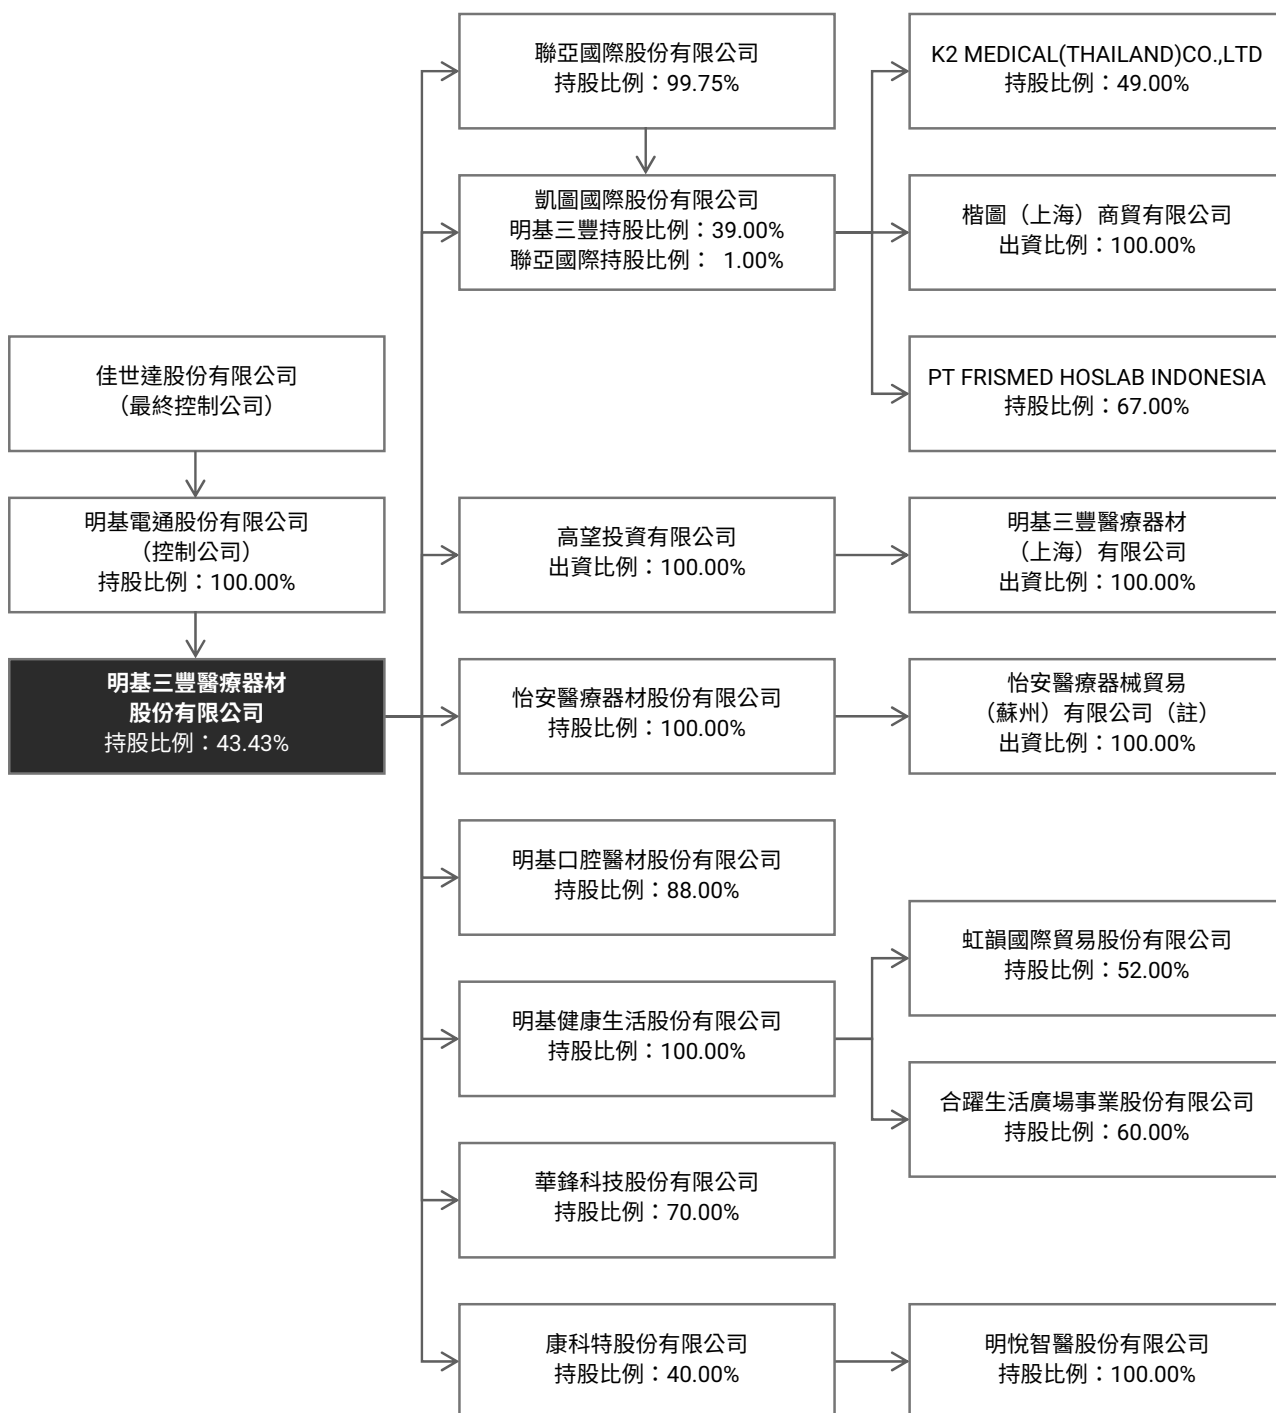 聯亞國際股份有限公司
持股比例：99.75%
K2 MEDICAL(THAILAND)CO.,LTD
持股比例：49.00%
凱圖國際股份有限公司
明基三豐持股比例：39.00%
聯亞國際持股比例： 1.00%
楷圖（上海）商貿有限公司
出資比例：100.00%
佳世達股份有限公司
（最終控制公司）
PT FRISMED HOSLAB INDONESIA
持股比例：67.00%
明基電通股份有限公司
（控制公司）
持股比例：100.00%
高望投資有限公司
出資比例：100.00%
明基三豐醫療器材
（上海）有限公司
出資比例：100.00%
明基三豐醫療器材
股份有限公司
持股比例：43.43%
怡安醫療器材股份有限公司
持股比例：100.00%
怡安醫療器械貿易
（蘇州）有限公司（註）
出資比例：100.00%
明基口腔醫材股份有限公司
持股比例：88.00%
虹韻國際貿易股份有限公司
持股比例：52.00%
明基健康生活股份有限公司
持股比例：100.00%
合躍生活廣場事業股份有限公司
持股比例：60.00%
華鋒科技股份有限公司
持股比例：70.00%
康科特股份有限公司
持股比例：40.00%
明悅智醫股份有限公司
持股比例：100.00%